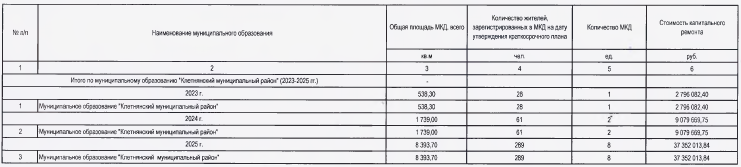 № п/п
Наименование муниципального образования
Общая площадь МКД, всего
Количество жителей,
зарегистрированных в МКД на дату
утверждения краткосрочного плана
Количество МКД
Стоимость капитального
ремонта
кв.м
чел.
ед.
руб.
1 2 3 4 5 6
Итого по муниципальному образованию "Клетнянский муниципальный район" (2023-2025 гг.) -
2023 г. 538,30 28 1 2 796 082,40
1 Муниципальное образование "Клетнянский муниципальный район" 538,30 28 1 2 796 082,40
2024 г. 1 739,00 61 2 9 079 669,75
2 Муниципальное образование "Клетнянский муниципальный район" 1 739,00 61 2 9 079 669,75
2025 г. 8 393,70 289 8 37 352 013,84
3 Муниципальное образование "Клетнянский муниципальный район" 8 393,70 289 8 37 352 013,84